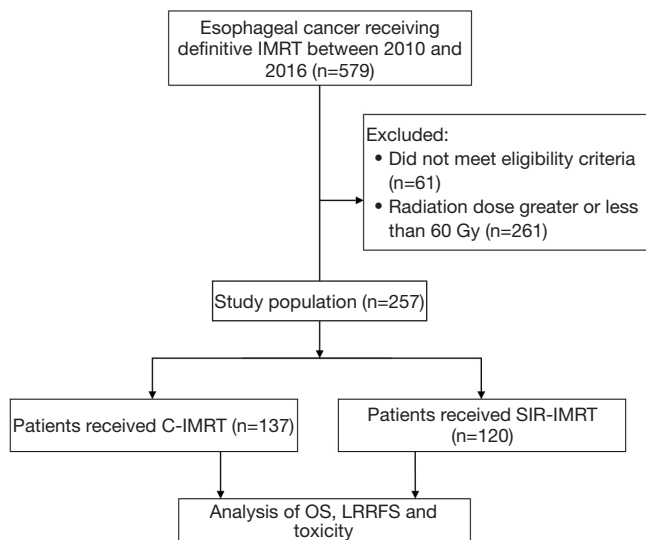 Esophageal cancer receiving
definitive IMRT between 2010 and
2016 (n=579)
Excluded:
• Did not meet eligibility criteria
(n=61)
• Radiation dose greater or less
than 60 Gy (n=261)
Study population (n=257)
Patients received C-IMRT (n=137)
Patients received SIR-IMRT
(n=120)
Analysis of OS, LRRFS and
toxicity